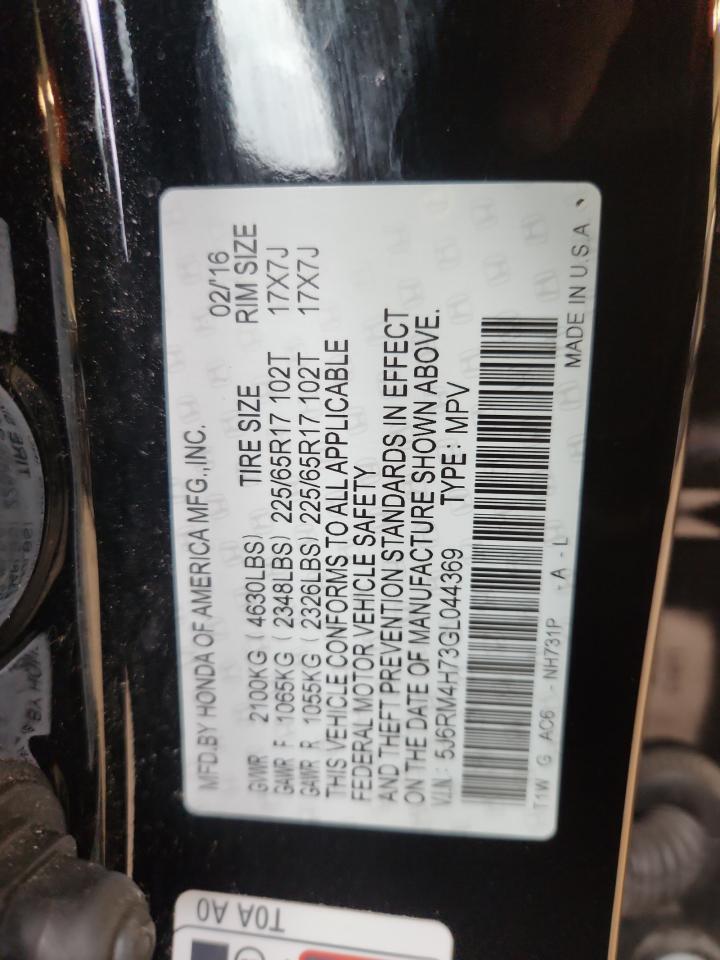 MFD. BY HONDA OF AMERICA MFG., INC. 02/'16
GVWR 2100KG ( 4630LBS) TIRE SIZE RIM SIZE
GAWR F 1065KG ( 2348LBS) 225/65R17 102T 17X7J
GAWR R 1055KG ( 2326LBS) 225/65R17 102T 17X7J
THIS VEHICLE CONFORMS TO ALL APPLICABLE
FEDERAL MOTOR VEHICLE SAFETY
AND THEFT PREVENTION STANDARDS IN EFFECT
ON THE DATE OF MANUFACTURE SHOWN ABOVE.
V.I.N.: 5J6RM4H73GL044369 TYPE: MPV
T1W G AC6 - NH731P - A - L MADE IN U.S.A.
T0A A0